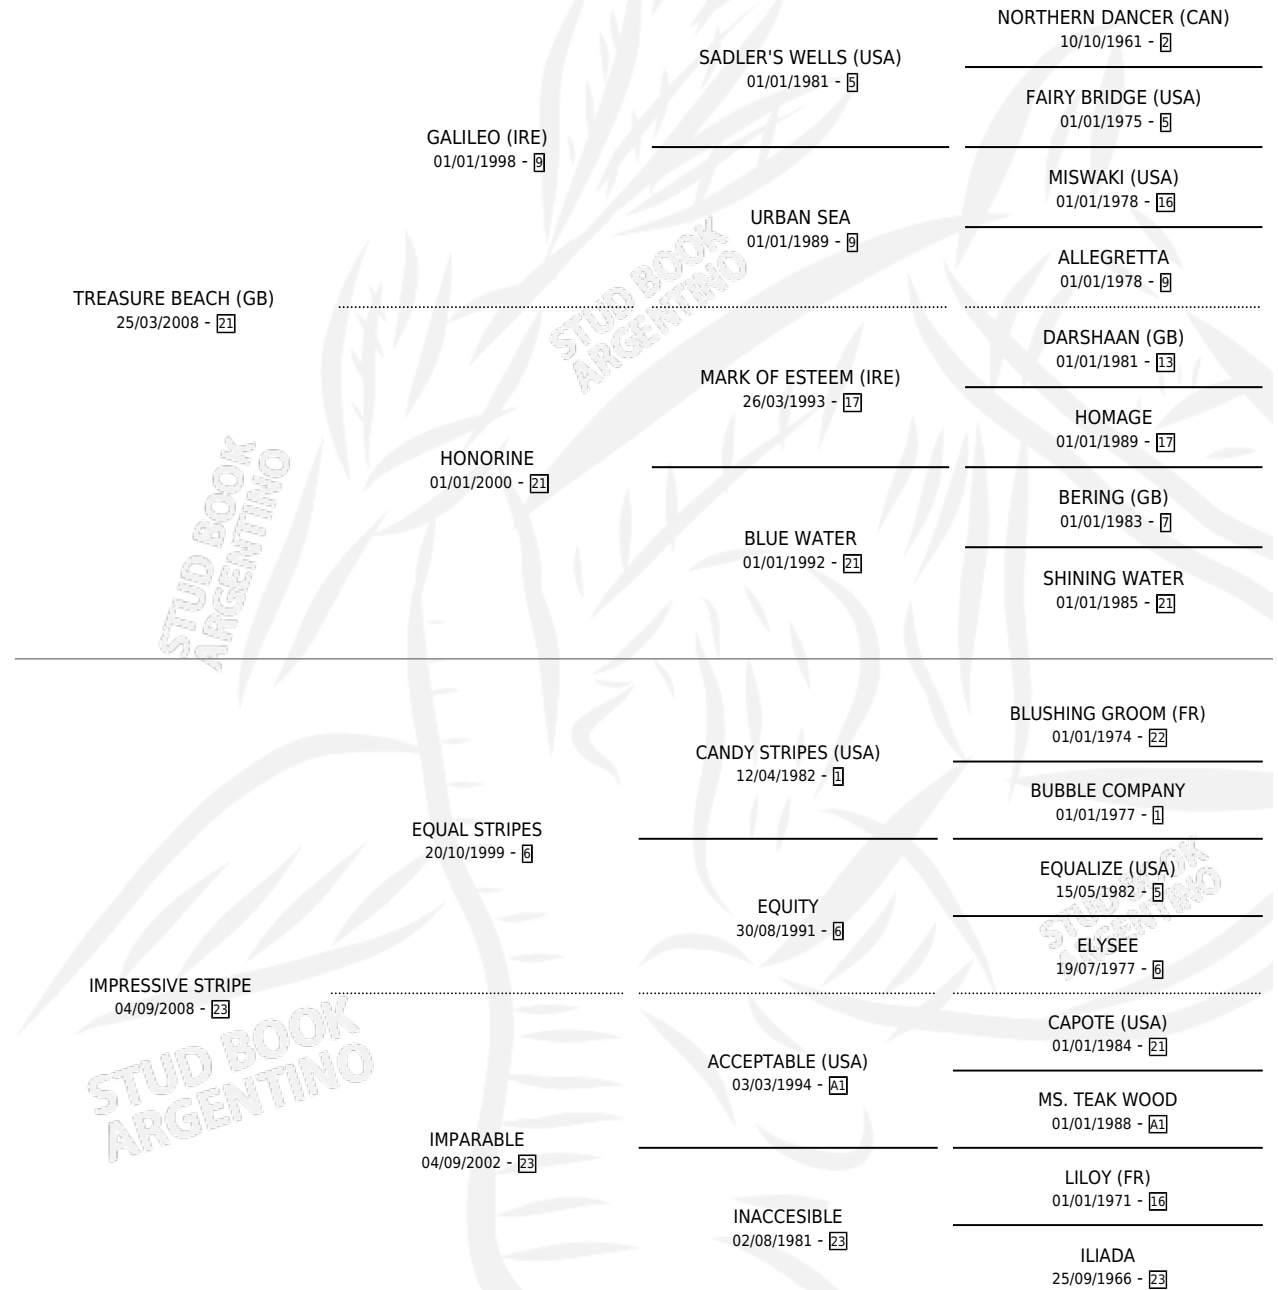 NORTHERN DANCER (CAN)
10/10/1961 - 2
SADLER'S WELLS (USA)
01/01/1981 - 5
FAIRY BRIDGE (USA)
01/01/1975 - 5
GALILEO (IRE)
01/01/1998 - 9
MISWAKI (USA)
01/01/1978 - 16
URBAN SEA
01/01/1989 - 9
ALLEGRETTA
01/01/1978 - 9
TREASURE BEACH (GB)
25/03/2008 - 21
STUD BOOK
ARGENTINO
DARSHAAN (GB)
01/01/1981 - 13
MARK OF ESTEEM (IRE)
26/03/1993 - 17
HOMAGE
01/01/1989 - 17
HONORINE
01/01/2000 - 21
BERING (GB)
01/01/1983 - 7
BLUE WATER
01/01/1992 - 21
SHINING WATER
01/01/1985 - 21
STUD BOOK
ARGENTINO
BLUSHING GROOM (FR)
01/01/1974 - 22
CANDY STRIPES (USA)
12/04/1982 - 1
BUBBLE COMPANY
01/01/1977 - 1
EQUAL STRIPES
20/10/1999 - 6
EQUALIZE (USA)
15/05/1982 - 5
EQUITY
30/08/1991 - 6
STUD BOOK
ARGENTINO
ELYSEE
19/07/1977 - 6
IMPRESSIVE STRIPE
04/09/2008 - 23
CAPOTE (USA)
01/01/1984 - 21
ACCEPTABLE (USA)
03/03/1994 - A1
STUD BOOK
ARGENTINO
MS. TEAK WOOD
01/01/1988 - A1
IMPARABLE
04/09/2002 - 23
LILOY (FR)
01/01/1971 - 16
INACCESIBLE
02/08/1981 - 23
ILIADA
25/09/1966 - 23